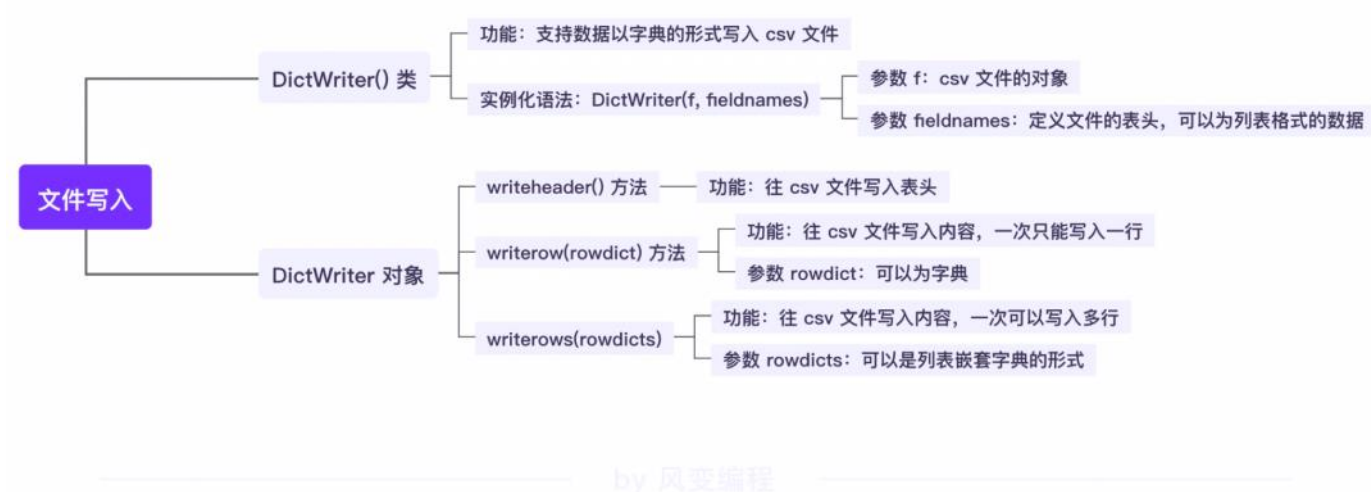 文件写入
DictWriter() 类
功能：支持数据以字典的形式写入 csv 文件
实例化语法：DictWriter(f, fieldnames)
参数 f：csv 文件的对象
参数 fieldnames：定义文件的表头，可以为列表格式的数据
DictWriter 对象
writeheader() 方法
功能：往 csv 文件写入表头
writerow(rowdict) 方法
功能：往 csv 文件写入内容，一次只能写入一行
参数 rowdict：可以为字典
writerows(rowdicts)
功能：往 csv 文件写入内容，一次可以写入多行
参数 rowdicts：可以是列表嵌套字典的形式
by 风变编程